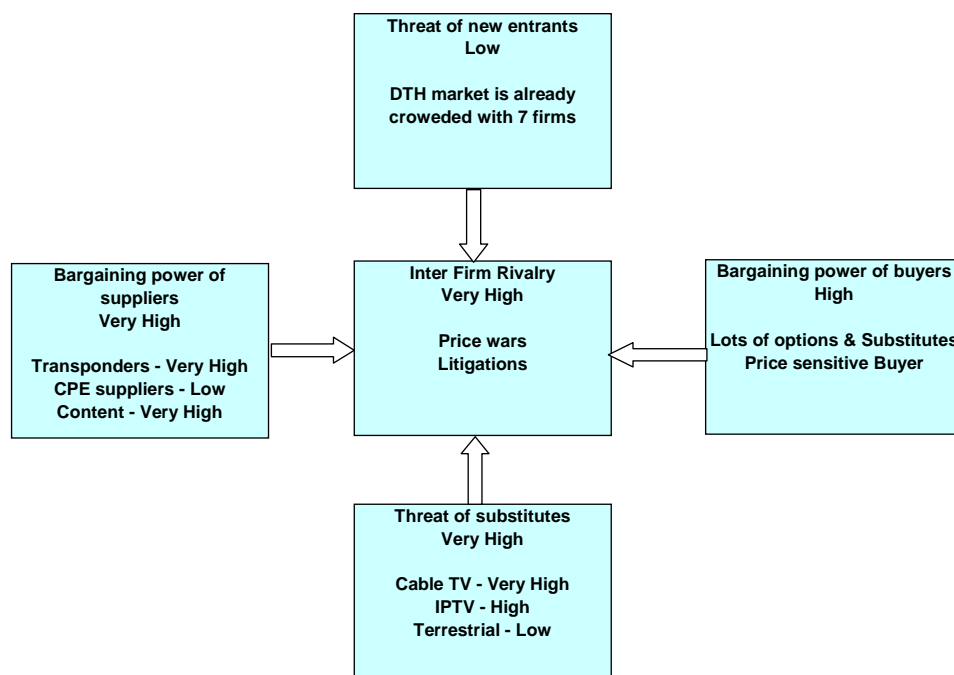 Threat of new entrants
Low
DTH market is already
croweded with 7 firms
Bargaining power of
suppliers
Very High
Transponders - Very High
CPE suppliers - Low
Content - Very High
Inter Firm Rivalry
Very High
Price wars
Litigations
Bargaining power of buyers
High
Lots of options & Substitutes
Price sensitive Buyer
Threat of substitutes
Very High
Cable TV - Very High
IPTV - High
Terrestrial - Low